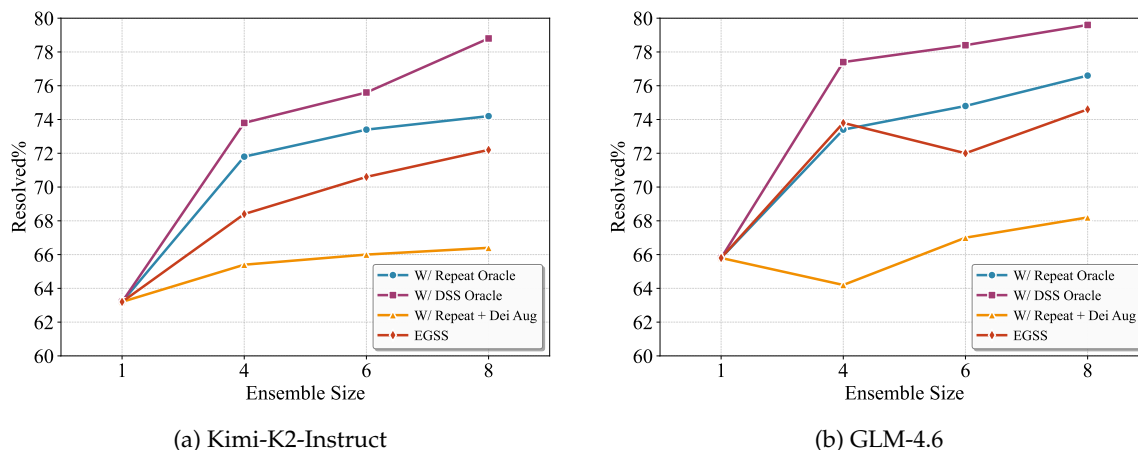 80
78
76
74
72
70
68
66
64
62
60
Resolved%
1 4 6 8
Ensemble Size
W/ Repeat Oracle
W/ DSS Oracle
W/ Repeat + Dei Aug
EGSS
(a) Kimi-K2-Instruct
80
78
76
74
72
70
68
66
64
62
60
Resolved%
1 4 6 8
Ensemble Size
W/ Repeat Oracle
W/ DSS Oracle
W/ Repeat + Dei Aug
EGSS
(b) GLM-4.6